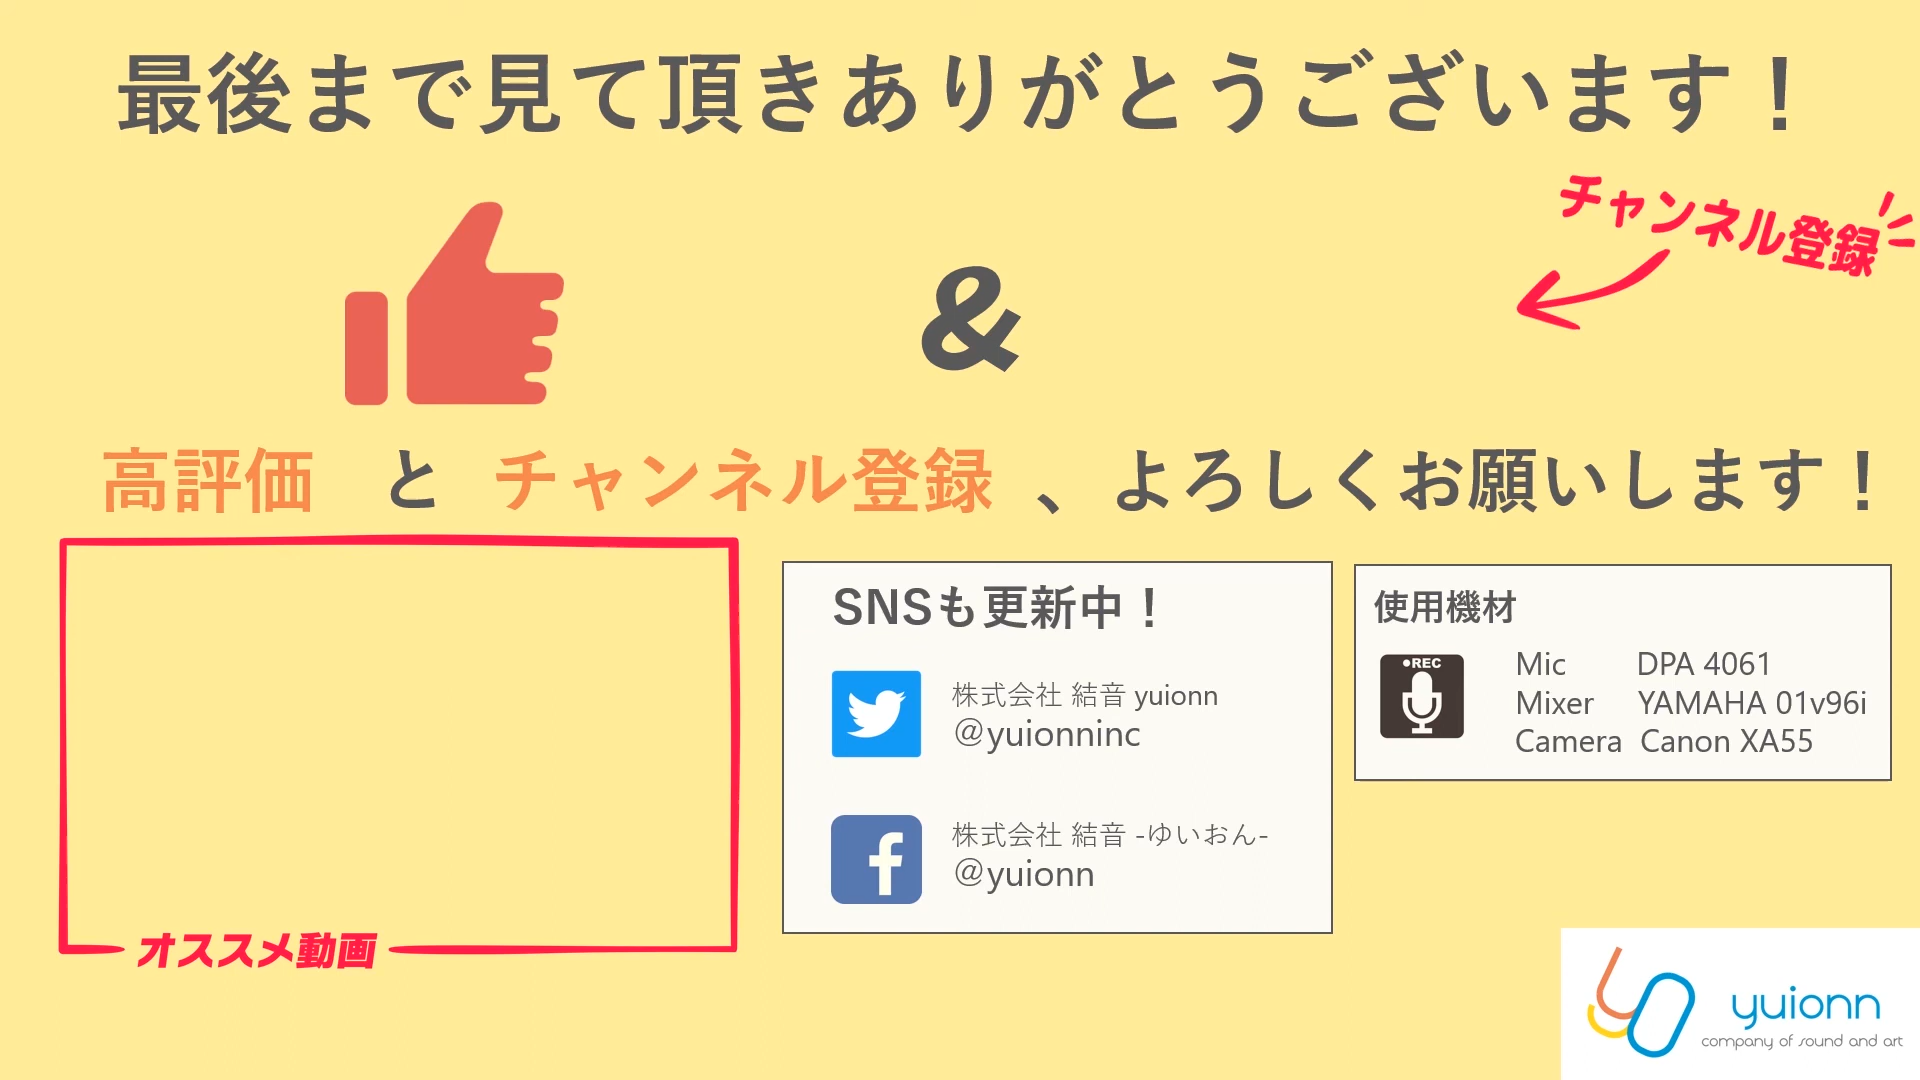 最後まで見て頂きありがとうございます！
チャンネル登録
&
高評価 と チャンネル登録 、よろしくお願いします！
オススメ動画
SNSも更新中！
株式会社 結音 yuionn
@yuionninc
株式会社 結音 -ゆいおん-
@yuionn
使用機材
●REC
Mic DPA 4061
Mixer YAMAHA 01v96i
Camera Canon XA55
yuionn
company of sound and art